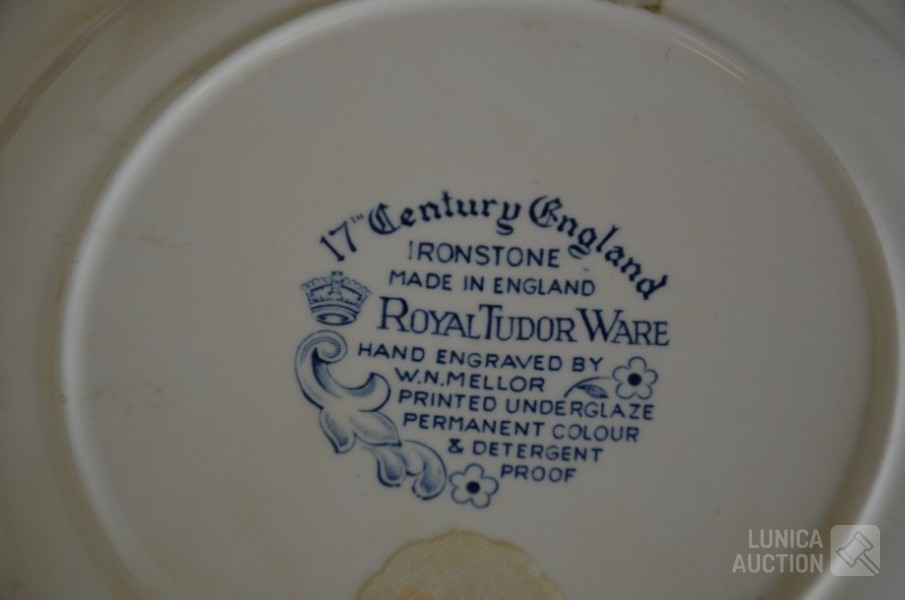 17TH Century England
IRONSTONE
MADE IN ENGLAND
ROYAL TUDOR WARE
HAND ENGRAVED BY
W.N.MELLOR
PRINTED UNDERGLAZE
PERMANENT COLOUR
& DETERGENT
PROOF
LUNICA
AUCTION